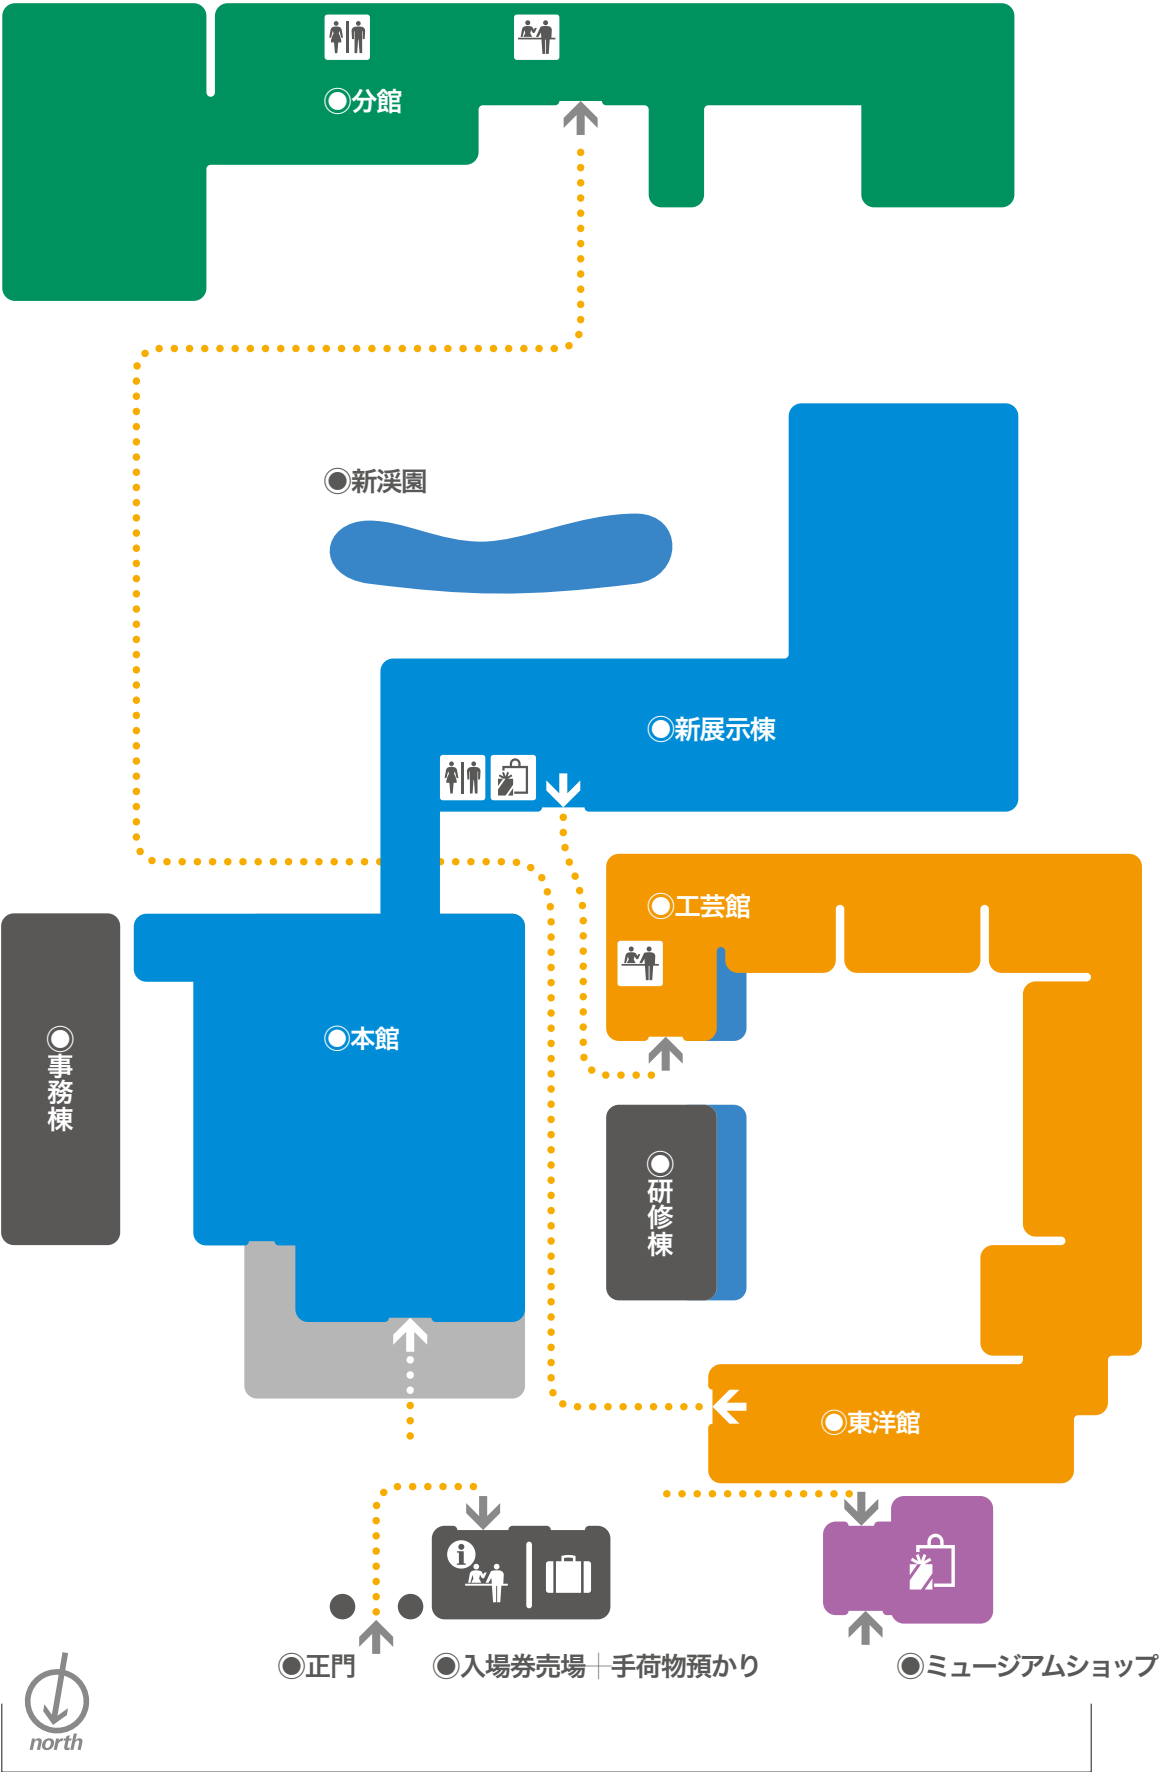 ◉分館
◉新渓園
◉新展示棟
◉工芸館
◉本館
◉事務棟
◉研修棟
◉東洋館
◉正門
◉入場券売場＋手荷物預かり
◉ミュージアムショップ
north